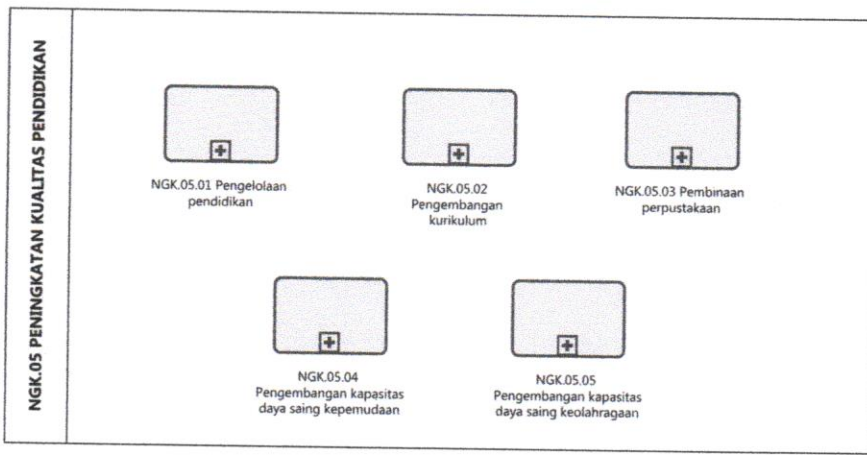 NGK.05 PENINGKATAN KUALITAS PENDIDIKAN
NGK.05.01 Pengelolaan
pendidikan
NGK.05.02
Pengembangan
kurikulum
NGK.05.03 Pembinaan
perpustakaan
NGK.05.04
Pengembangan kapasitas
daya saing kepemudaan
NGK.05.05
Pengembangan kapasitas
daya saing keolahragaan